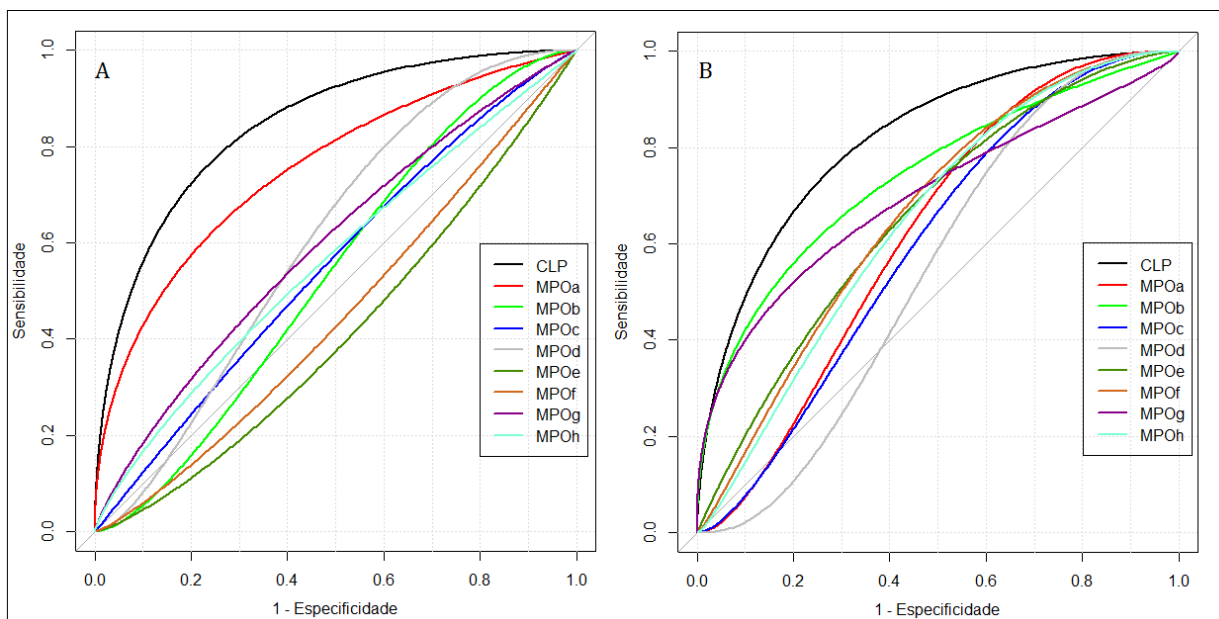 A
1.0
0.8
0.6
0.4
0.2
0.0
Sensibilidade
CLP
MPOa
MPOb
MPOc
MPOd
MPOe
MPOf
MPOg
MPOh
0.0 0.2 0.4 0.6 0.8 1.0
1 - Especificidade
B
1.0
0.8
0.6
0.4
0.2
0.0
Sensibilidade
CLP
MPOa
MPOb
MPOc
MPOd
MPOe
MPOf
MPOg
MPOh
0.0 0.2 0.4 0.6 0.8 1.0
1 - Especificidade